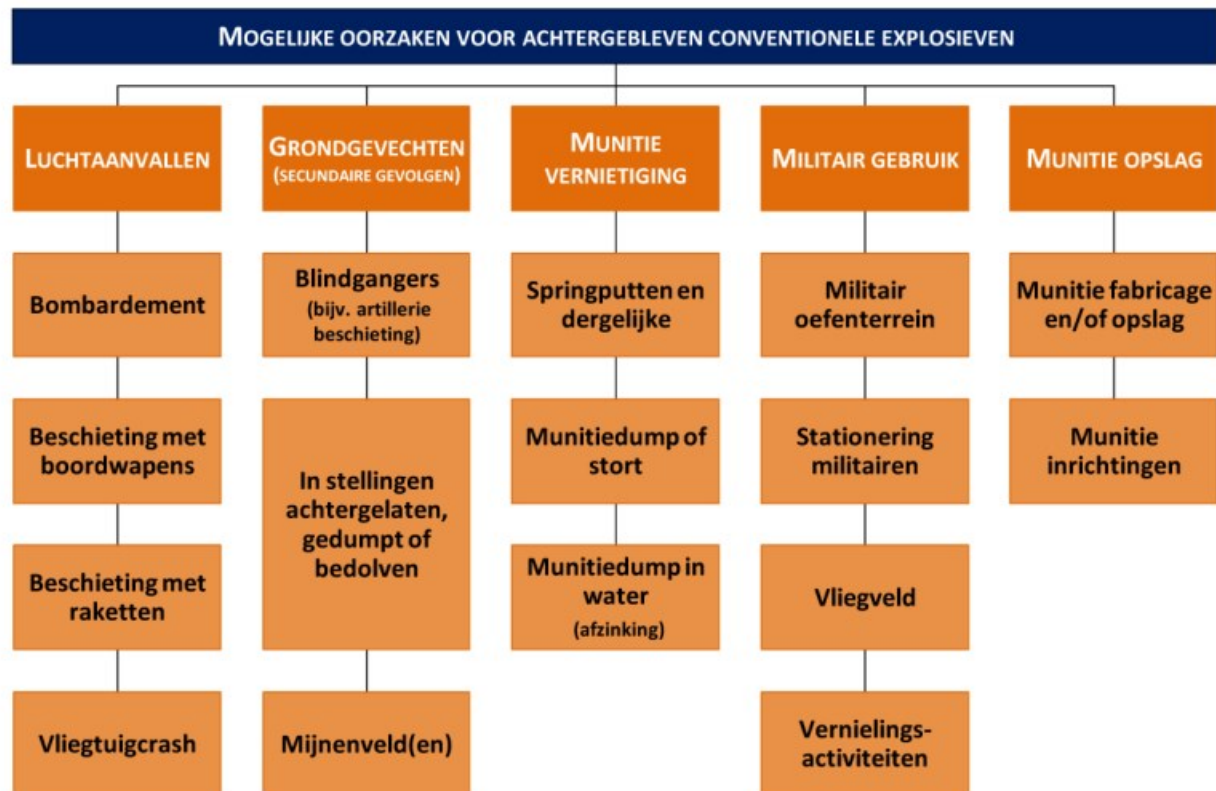 MOGELIJKE OORZAKEN VOOR ACHTERGEBLEVEN CONVENTIONELE EXPLOSIEVEN
LUCHTAANVALLEN
Bombardement
Beschieting met
boordwapens
Beschieting met
raketten
Vliegtuigcrash
GRONDGEVECHTEN
(SECUNDAIRE GEVOLGEN)
Blindgangers
(bijv. artillerie
beschieting)
In stellingen
achtergelaten,
gedumpt of
bedolven
Mijnenveld(en)
MUNITIE
VERNIETIGING
Springputten en
dergelijke
Munitiedump of
stort
Munitiedump in
water
(afzinking)
MILITAIR GEBRUIK
Militair
oefenterrein
Stationering
militairen
Vliegveld
Vernielings-
activiteiten
MUNITIE OPSLAG
Munitie fabricage
en/of opslag
Munitie
inrichtingen